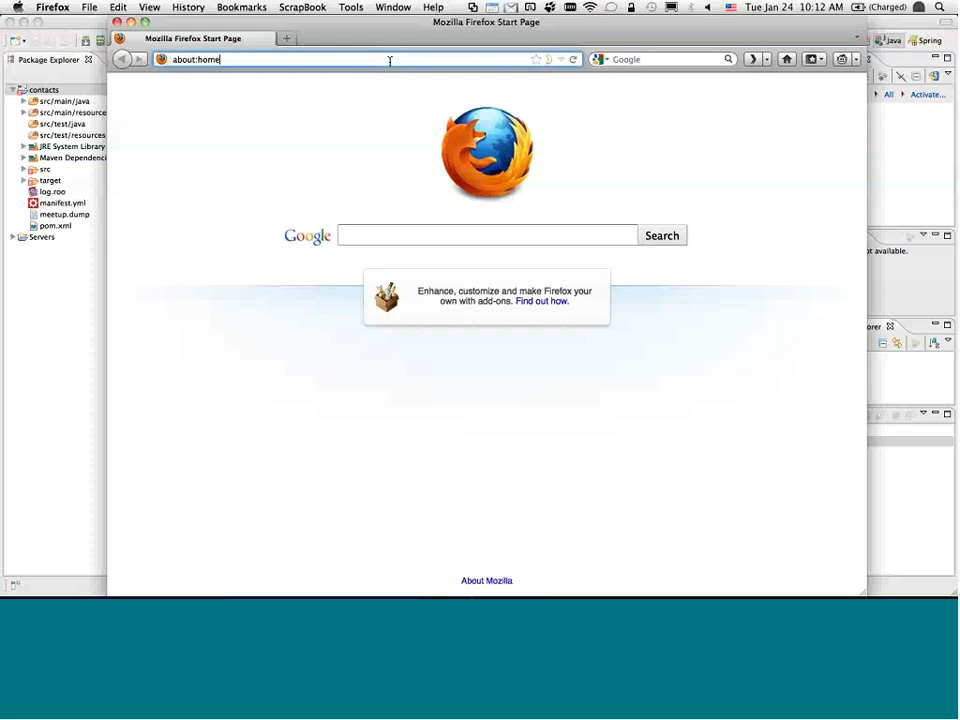 Firefox File Edit View History Bookmarks ScrapBook Tools Window Help Tue Jan 24 10:12 AM (Charged)
Mozilla Firefox Start Page
Mozilla Firefox Start Page
Java Spring
about:home
Google
Package Explorer
contacts
src/main/java
src/main/resource
src/test/java
src/test/resources
JRE System Library
Maven Dependenci
src
target
log.roo
manifest.yml
meetup.dump
pom.xml
Servers
All Activate...
Google
Search
Enhance, customize and make Firefox your
own with add-ons. Find out how.
ot available.
orer
About Mozilla